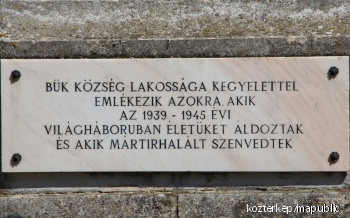 BÜK KÖZSÉG LAKOSSÁGA KEGYELETTEL
EMLÉKEZIK AZOKRA, AKIK
AZ 1939 - 1945 ÉVI
VILÁGHÁBORUBAN ÉLETÜKET ÁLDOZTAK
ÉS AKIK MÁRTIRHALÁLT SZENVEDTEK
kozterkep/mapublic